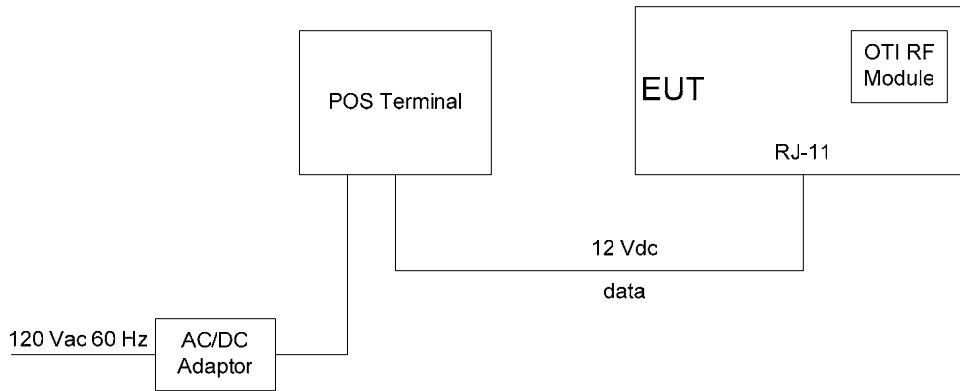 POS Terminal
EUT
OTI RF
Module
RJ-11
12 Vdc
data
120 Vac 60 Hz
AC/DC
Adaptor